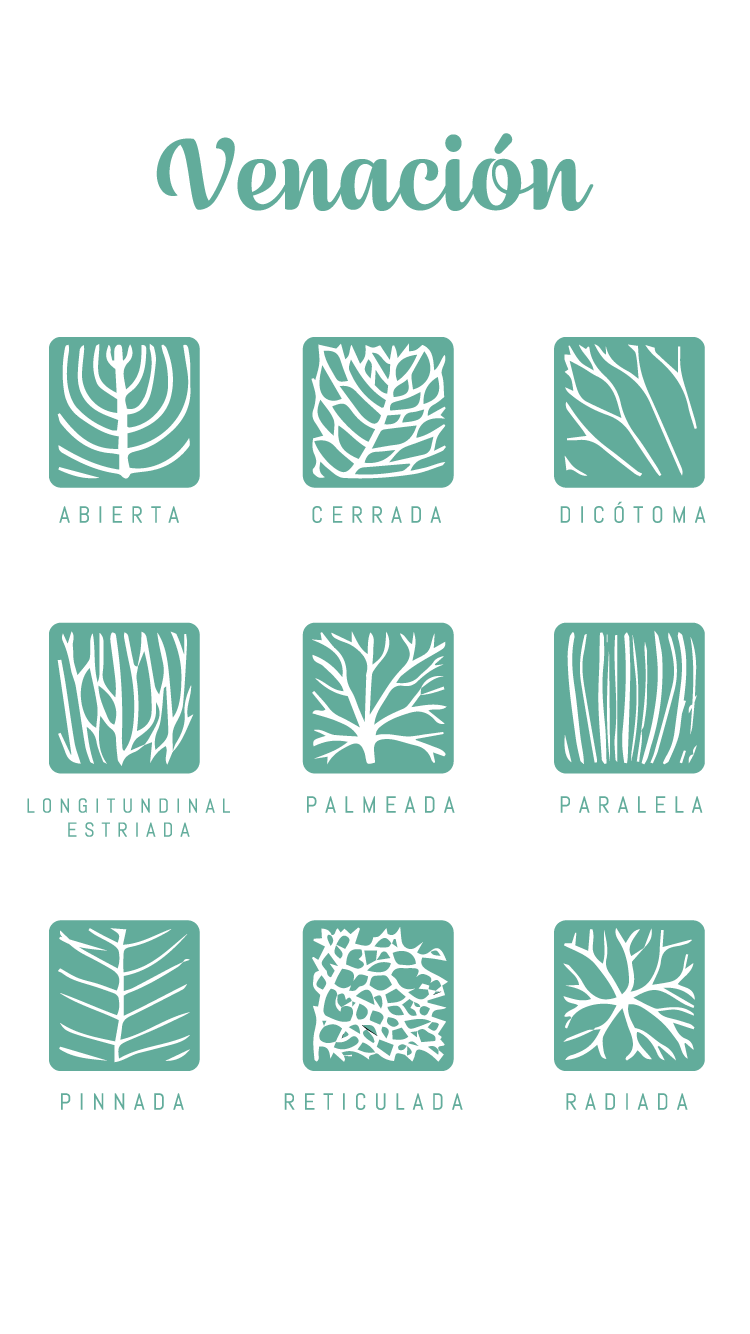 Venación
ABIERTA
CERRADA
DICÓTOMA
LONGITUNDINAL
ESTRIADA
PALMEADA
PARALELA
PINNADA
RETICULADA
RADIADA